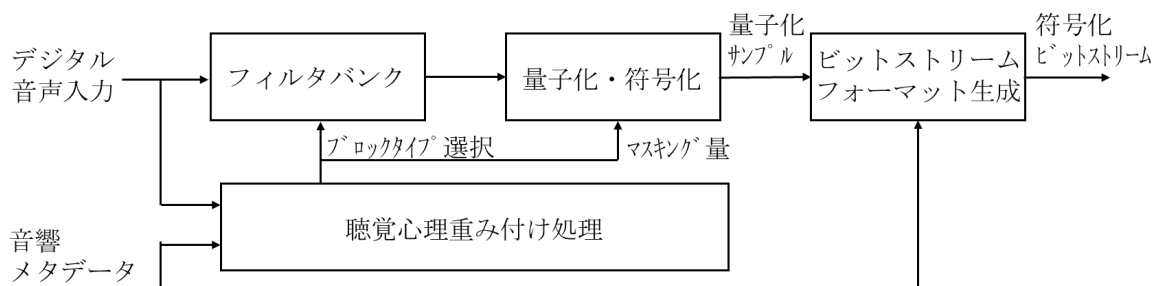 デジタル
音声入力
フィルタバンク
量子化・符号化
量子化
ｻﾝﾌﾟﾙ
ビットストリーム
フォーマット生成
符号化
ﾋﾞｯﾄｽﾄﾘｰﾑ
ﾌﾞﾛｯｸﾀｲﾌﾟ選択
ﾏｽｷﾝｸﾞ量
聴覚心理重み付け処理
音響
メタデータ